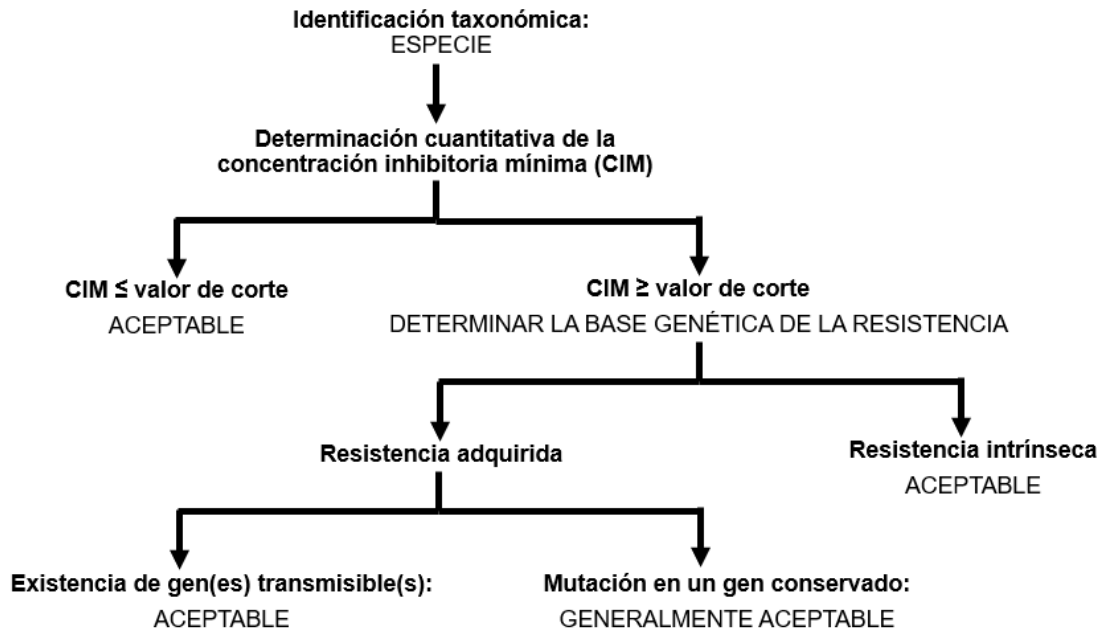 Identificación taxonómica:
ESPECIE
Determinación cuantitativa de la
concentración inhibitoria mínima (CIM)
CIM ≤ valor de corte
ACEPTABLE
CIM ≥ valor de corte
DETERMINAR LA BASE GENÉTICA DE LA RESISTENCIA
Resistencia adquirida
Resistencia intrínseca
ACEPTABLE
Existencia de gen(es) transmisible(s):
ACEPTABLE
Mutación en un gen conservado:
GENERALMENTE ACEPTABLE